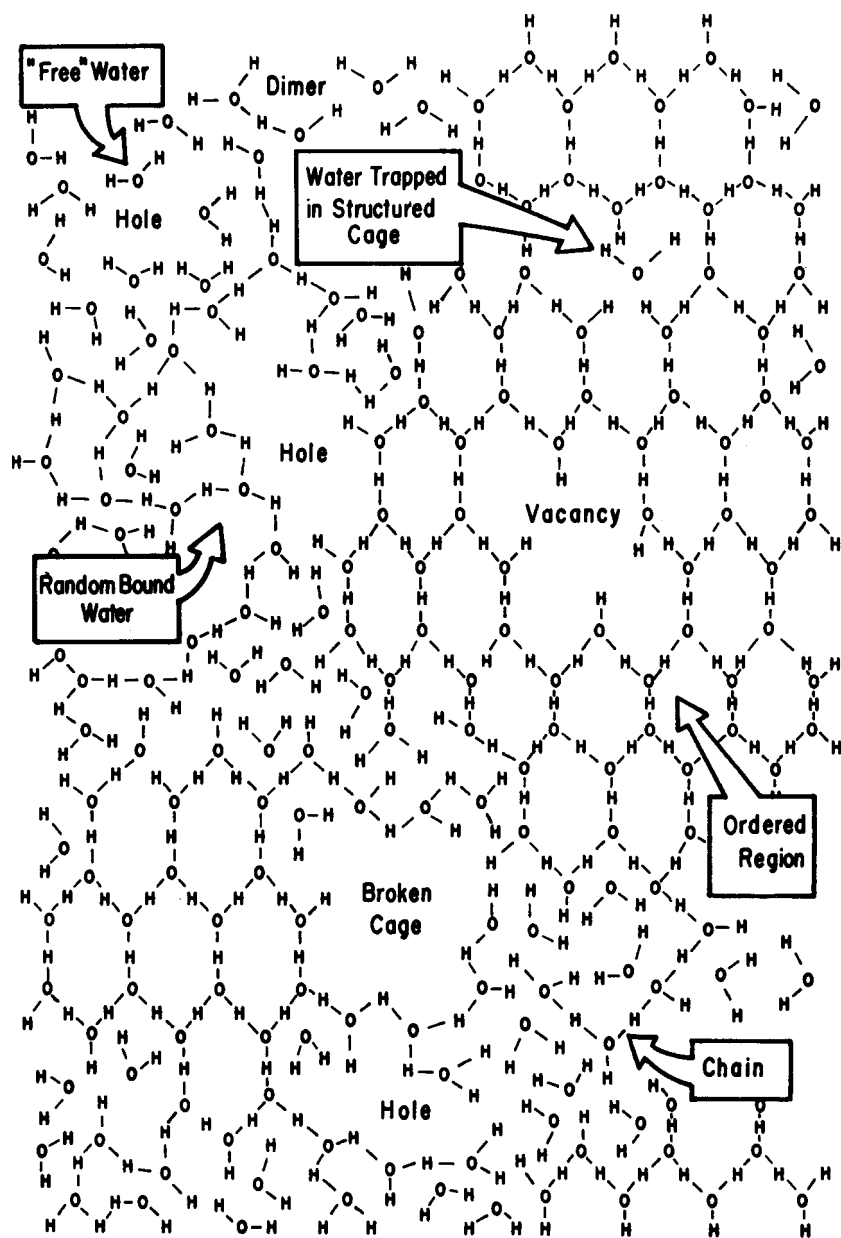 "Free" Water
Dimer
Water Trapped
in Structured
Cage
Hole
Hole
Vacancy
Random Bound
Water
Ordered
Region
Broken
Cage
Chain
Hole